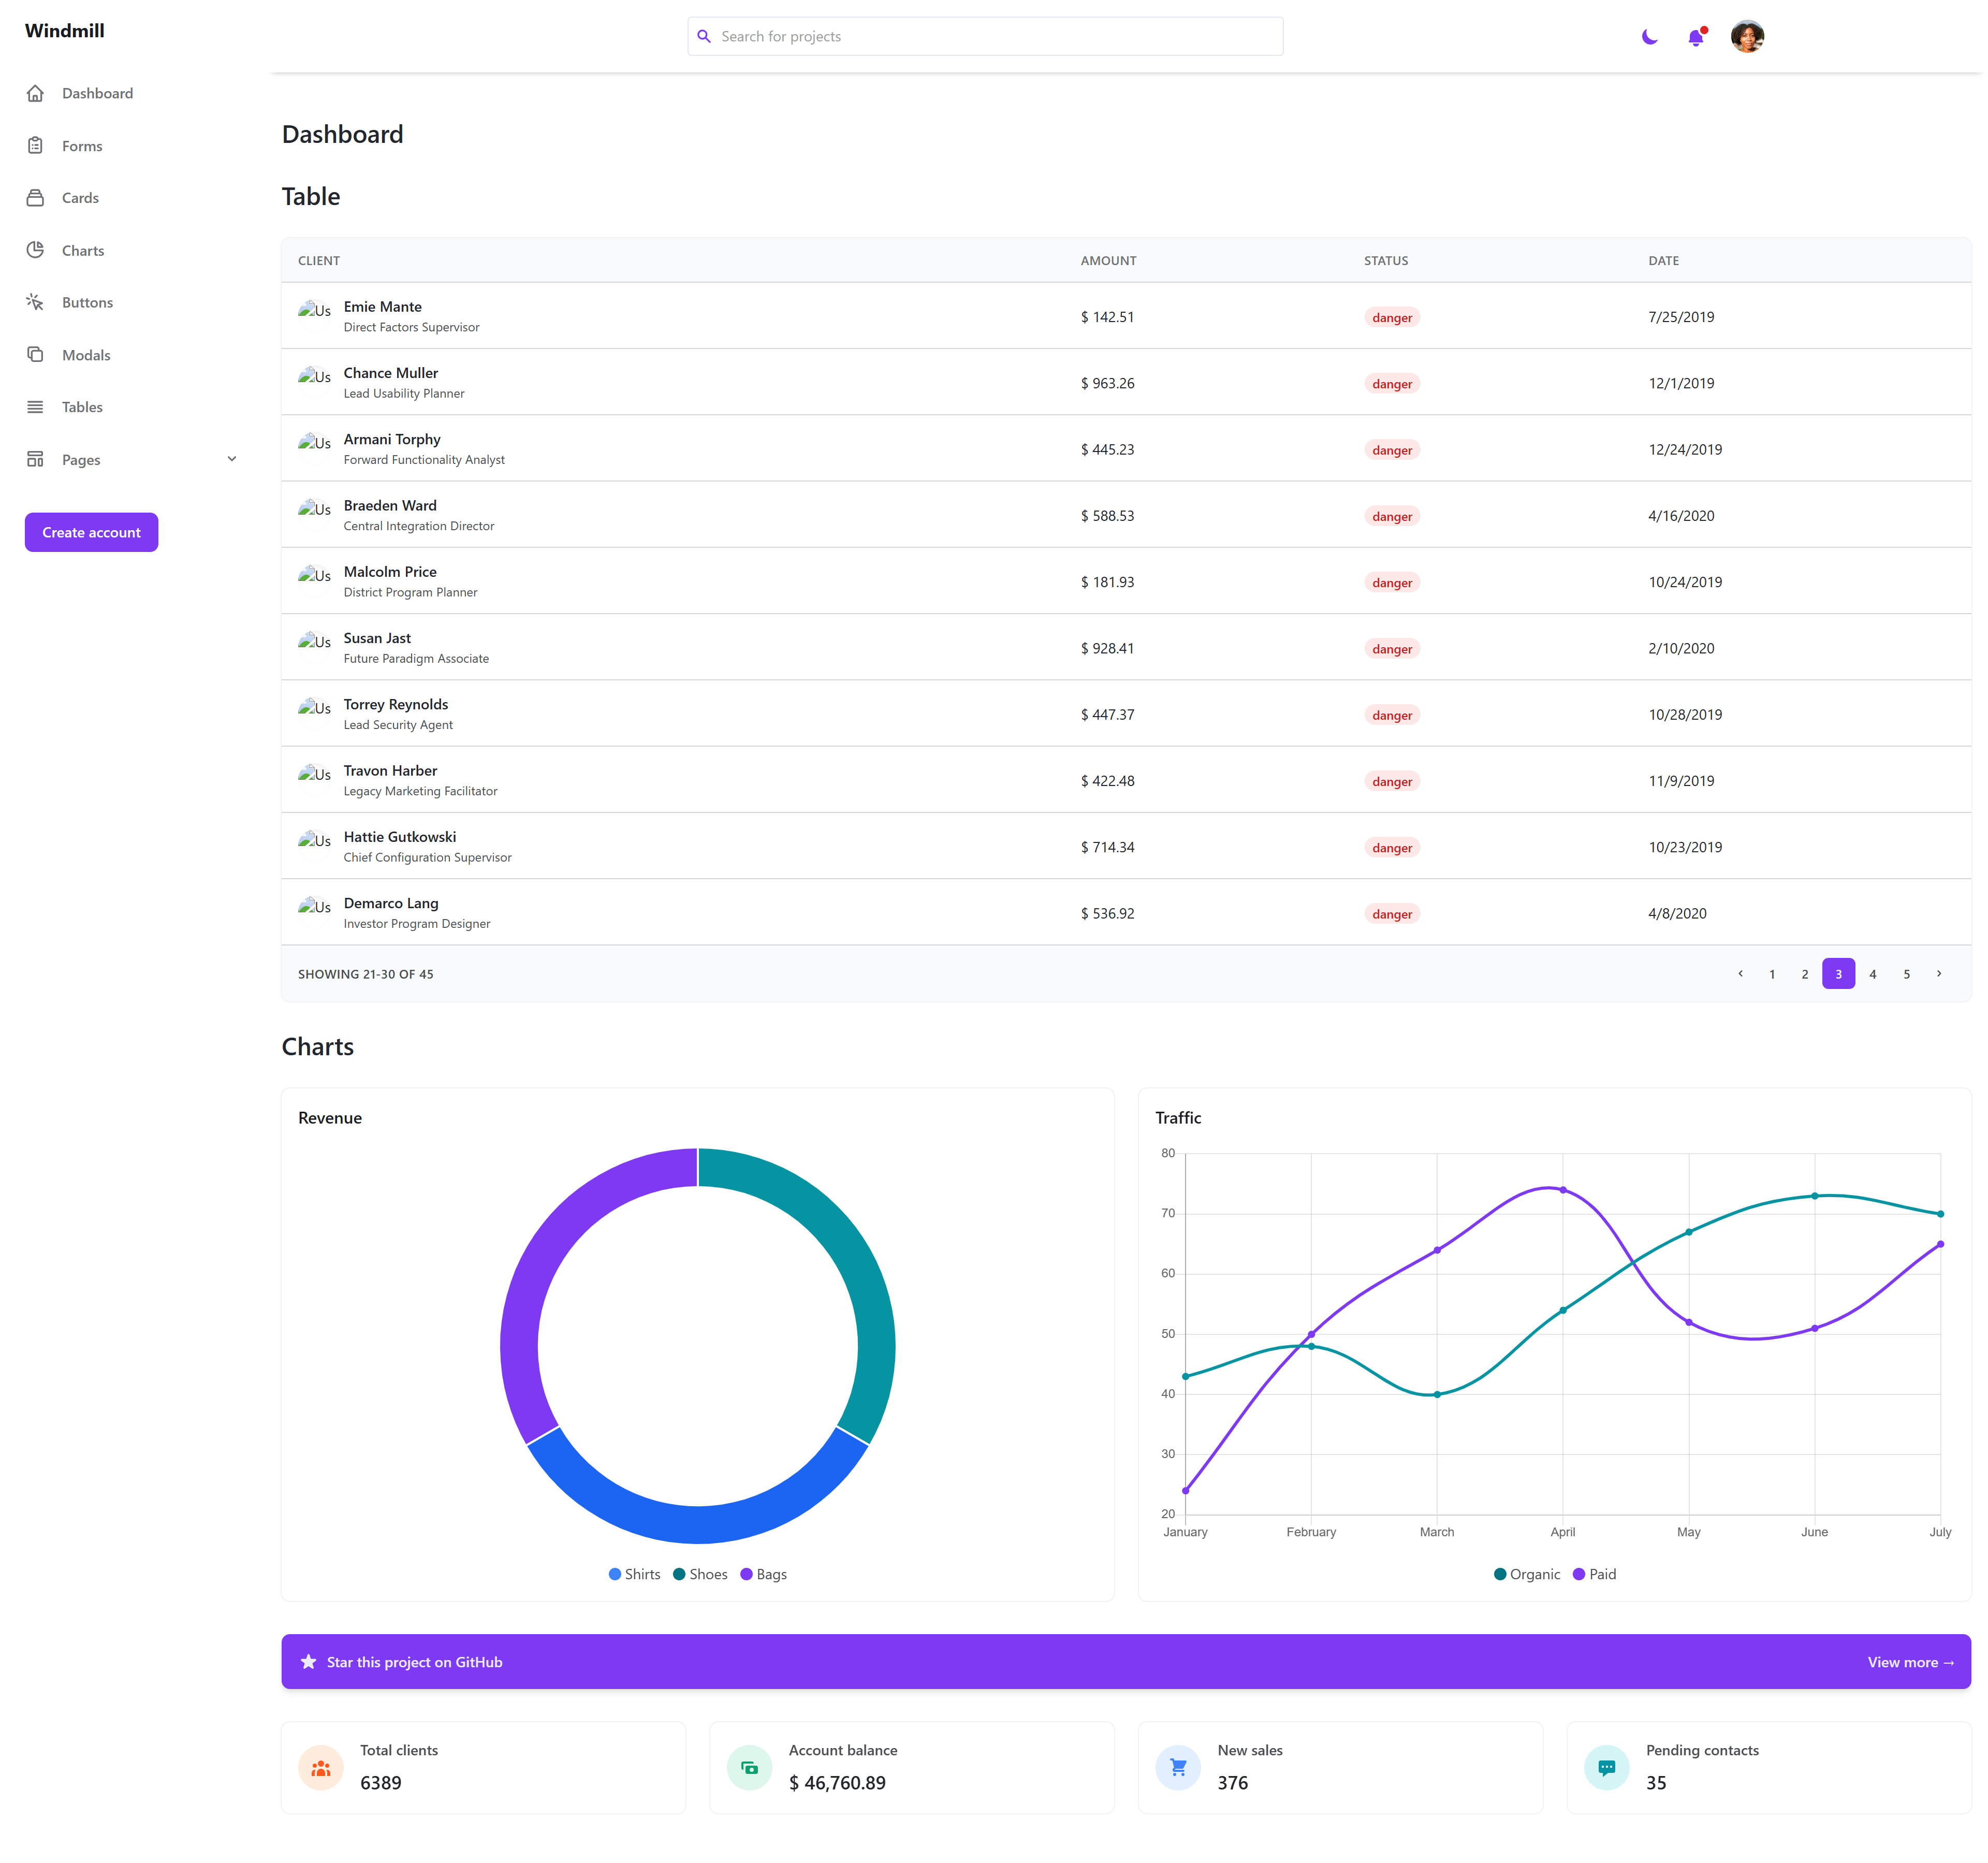 Windmill
Search for projects
Dashboard
Forms
Cards
Charts
Buttons
Modals
Tables
Pages
Create account
Dashboard
Table
CLIENT AMOUNT STATUS DATE
Us Emie Mante
Direct Factors Supervisor
$ 142.51 danger 7/25/2019
Us Chance Muller
Lead Usability Planner
$ 963.26 danger 12/1/2019
Us Armani Torphy
Forward Functionality Analyst
$ 445.23 danger 12/24/2019
Us Braeden Ward
Central Integration Director
$ 588.53 danger 4/16/2020
Us Malcolm Price
District Program Planner
$ 181.93 danger 10/24/2019
Us Susan Jast
Future Paradigm Associate
$ 928.41 danger 2/10/2020
Us Torrey Reynolds
Lead Security Agent
$ 447.37 danger 10/28/2019
Us Travon Harber
Legacy Marketing Facilitator
$ 422.48 danger 11/9/2019
Us Hattie Gutkowski
Chief Configuration Supervisor
$ 714.34 danger 10/23/2019
Us Demarco Lang
Investor Program Designer
$ 536.92 danger 4/8/2020
SHOWING 21-30 OF 45
1 2 3 4 5
Charts
Revenue
Shirts Shoes Bags
Traffic
80
70
60
50
40
30
20
January February March April May June July
Organic Paid
Star this project on GitHub View more →
Total clients
6389
Account balance
$ 46,760.89
New sales
376
Pending contacts
35